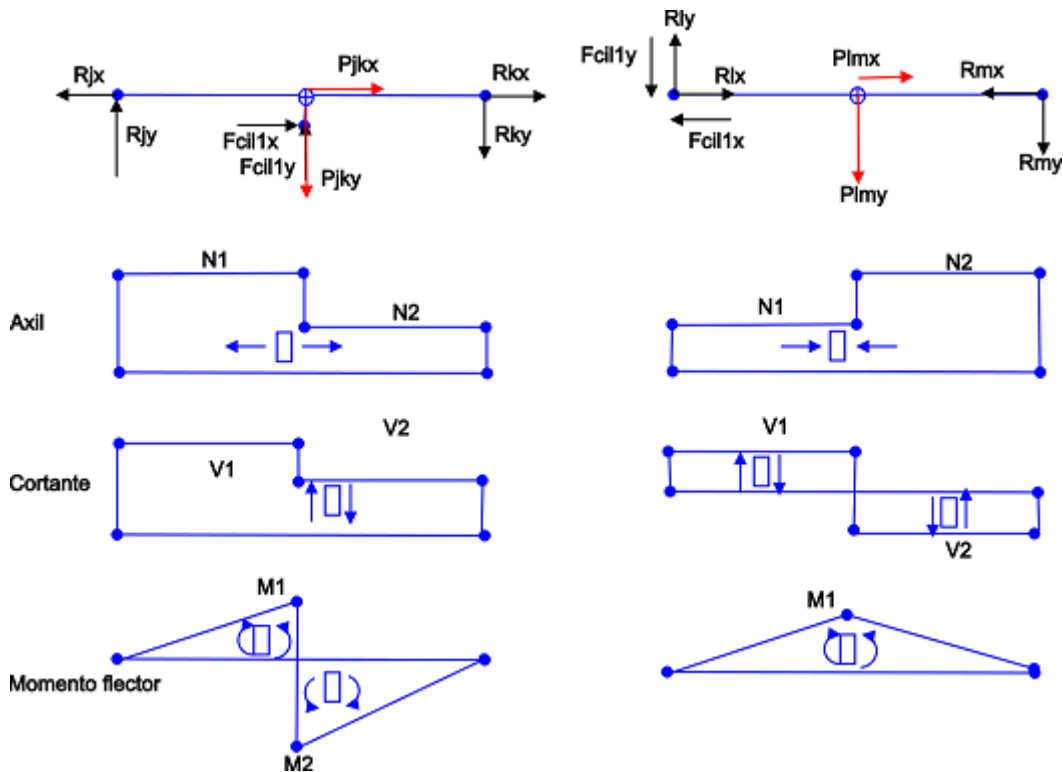 Rjx
Pjkx
Rkx
Rjy
Fcil1x
Fcil1y
Pjky
Rky
Rly
Fcil1y
Rlx
Plmx
Rmx
Fcil1x
Plmy
Rmy
Axil
N1
N2
N1
N2
Cortante
V1
V2
V1
V2
Momento flector
M1
M2
M1